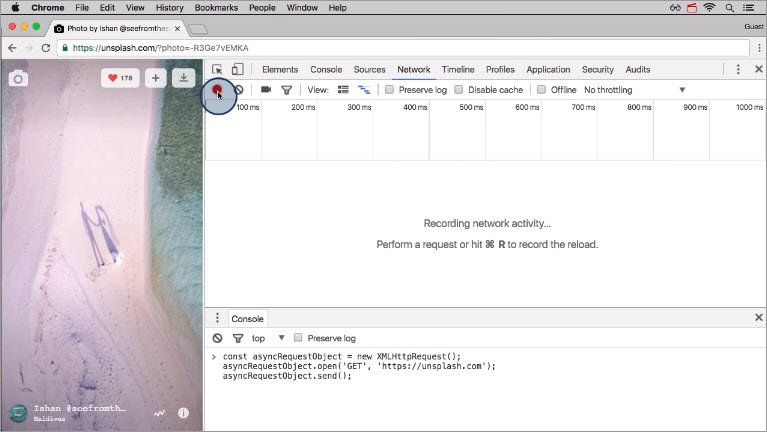 Chrome File Edit View History Bookmarks People Window Help
Photo by Ishan @seefromthes
Guest
https://unsplash.com/?photo=-R3Ge7vEMKA
178
Elements Console Sources Network Timeline Profiles Application Security Audits
View: Preserve log Disable cache Offline No throttling
100 ms 200 ms 300 ms 400 ms 500 ms 600 ms 700 ms 800 ms 900 ms 1000 ms
Recording network activity...
Perform a request or hit ⌘ R to record the reload.
Console
top Preserve log
> const asyncRequestObject = new XMLHttpRequest();
asyncRequestObject.open('GET', 'https://unsplash.com');
asyncRequestObject.send();
Ishan @seefromth...
Maldives